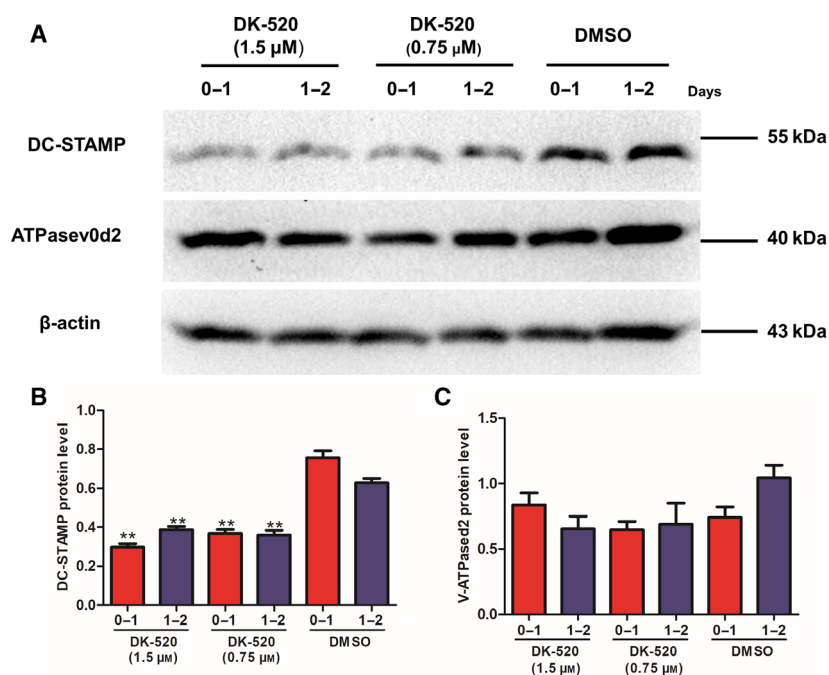 A
DK-520 (1.5 µM)
DK-520 (0.75 µM)
DMSO
0–1 1–2 0–1 1–2 0–1 1–2 Days
DC-STAMP
55 kDa
ATPasev0d2
40 kDa
β-actin
43 kDa
B
DC-STAMP protein level
1.0
0.8
0.6
0.4
0.2
0.0
** ** ** **
0–1 1–2 0–1 1–2 0–1 1–2
DK-520 (1.5 µM)
DK-520 (0.75 µM)
DMSO
C
V-ATPased2 protein level
1.5
1.0
0.5
0.0
0–1 1–2 0–1 1–2 0–1 1–2
DK-520 (1.5 µM)
DK-520 (0.75 µM)
DMSO